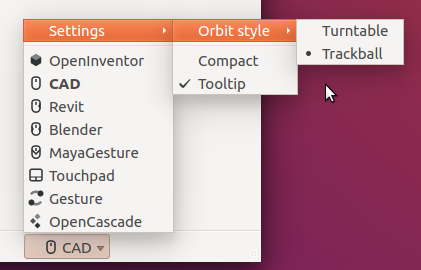 Settings
OpenInventor
CAD
Revit
Blender
MayaGesture
Touchpad
Gesture
OpenCascade
CAD
Orbit style
Compact
Tooltip
Turntable
Trackball